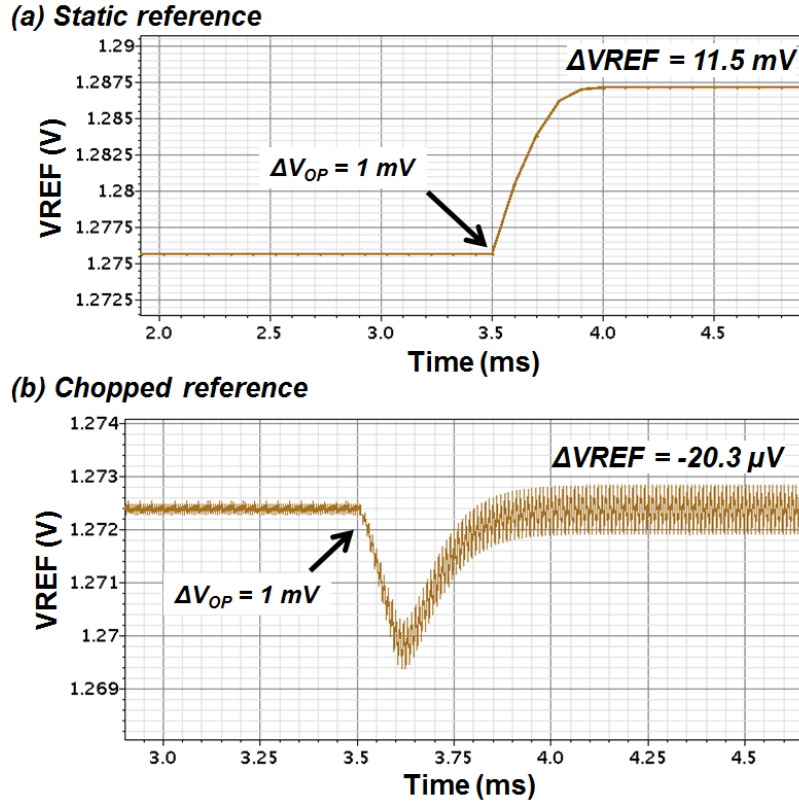 (a) Static reference
1.29
ΔVREF = 11.5 mV
1.2875
1.285
1.2825
ΔV_OP = 1 mV
1.28
1.2775
1.275
1.2725
VREF (V)
2.0 2.5 3.0 3.5 4.0 4.5
Time (ms)
(b) Chopped reference
1.274
ΔVREF = -20.3 µV
1.273
1.272
ΔV_OP = 1 mV
1.271
1.27
1.269
VREF (V)
3.0 3.25 3.5 3.75 4.0 4.25 4.5
Time (ms)